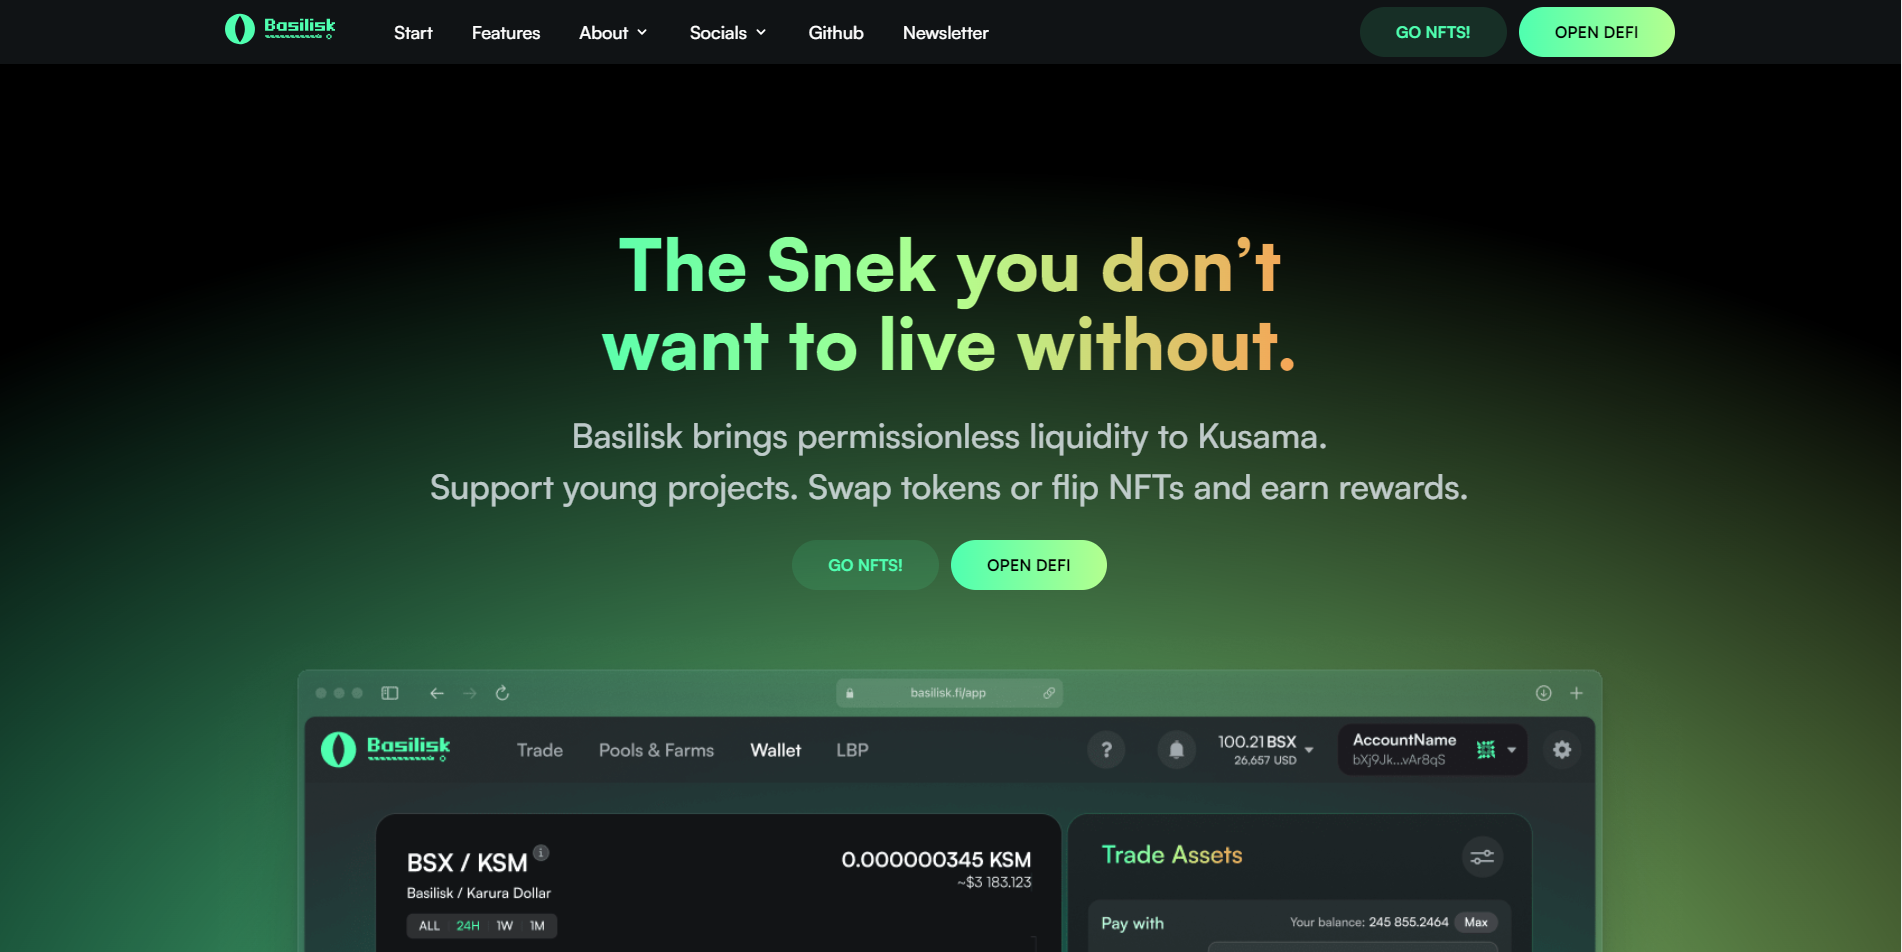 Basilisk
Start Features About Socials Github Newsletter
GO NFTS! OPEN DEFI
The Snek you don’t
want to live without.
Basilisk brings permissionless liquidity to Kusama.
Support young projects. Swap tokens or flip NFTs and earn rewards.
GO NFTS! OPEN DEFI
basilisk.fi/app
Basilisk
Trade Pools & Farms Wallet LBP
?
100.21 BSX
26.657 USD
AccountName
bXj9Jk...vAr8qS
BSX / KSM i
Basilisk / Karura Dollar
0.000000345 KSM
~$3 183.123
ALL 24H 1W 1M
Trade Assets
Pay with
Your balance: 245 855.2464 Max